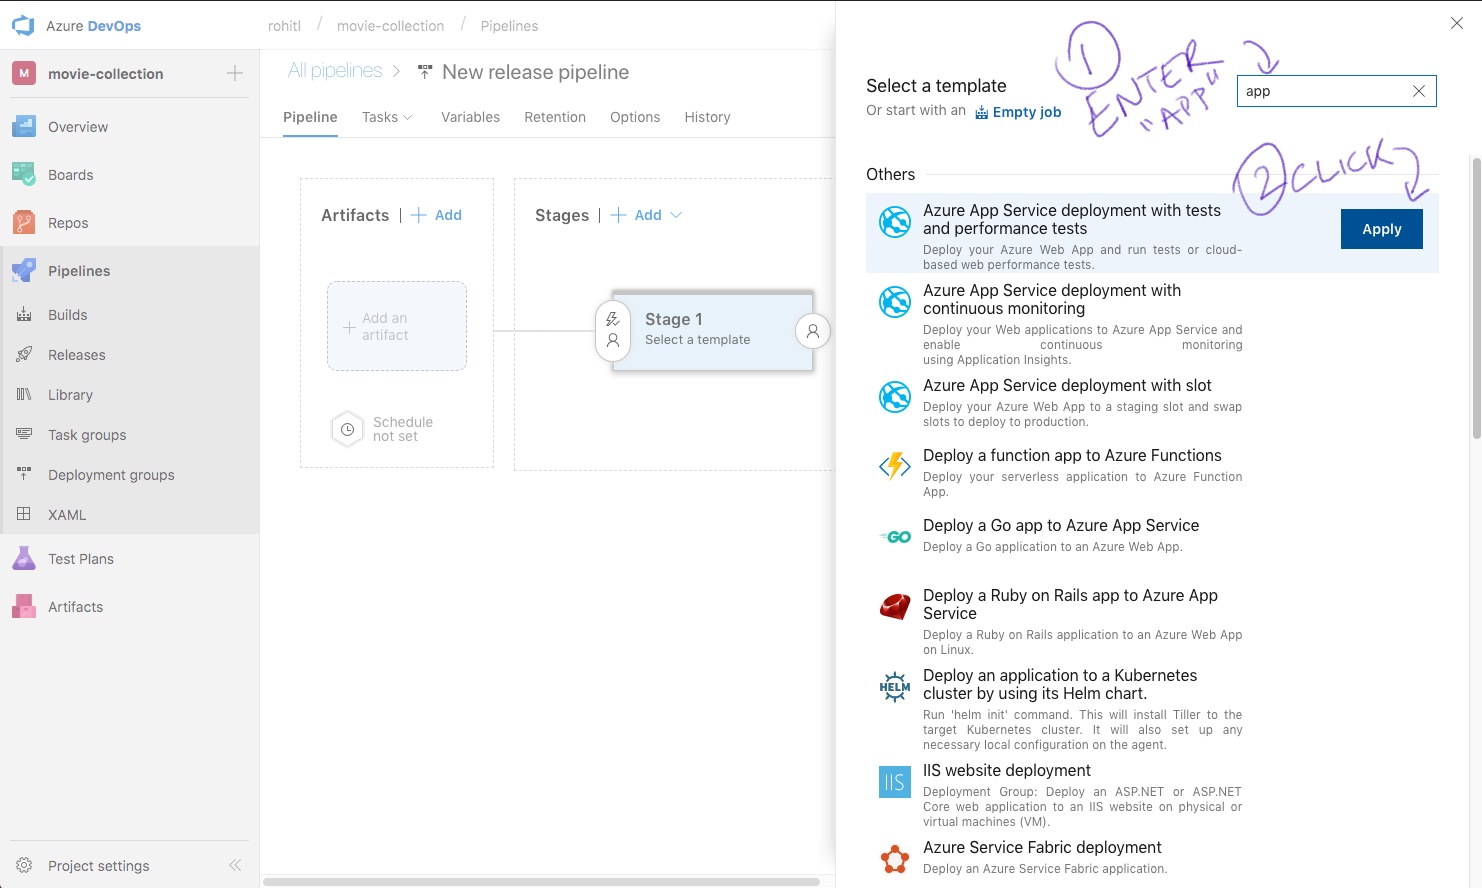 Azure DevOps
rohitl / movie-collection / Pipelines
M movie-collection
Overview
Boards
Repos
Pipelines
Builds
Releases
Library
Task groups
Deployment groups
XAML
Test Plans
Artifacts
Project settings
All pipelines > New release pipeline
Pipeline Tasks Variables Retention Options History
Artifacts | + Add
Add an
artifact
Schedule
not set
Stages | + Add
Stage 1
Select a template
Select a template
Or start with an Empty job
1
ENTER
"APP"
app
2 CLICK
Others
Azure App Service deployment with tests
and performance tests
Deploy your Azure Web App and run tests or cloud-
based web performance tests.
Apply
Azure App Service deployment with
continuous monitoring
Deploy your Web applications to Azure App Service and
enable continuous monitoring
using Application Insights.
Azure App Service deployment with slot
Deploy your Azure Web App to a staging slot and swap
slots to deploy to production.
Deploy a function app to Azure Functions
Deploy your serverless application to Azure Function
App.
GO
Deploy a Go app to Azure App Service
Deploy a Go application to an Azure Web App.
Deploy a Ruby on Rails app to Azure App
Service
Deploy a Ruby on Rails application to an Azure Web App
on Linux.
HELM
Deploy an application to a Kubernetes
cluster by using its Helm chart.
Run 'helm init' command. This will install Tiller to the
target Kubernetes cluster. It will also set up any
necessary local configuration on the agent.
IIS
IIS website deployment
Deployment Group: Deploy an ASP.NET or ASP.NET
Core web application to an IIS website on physical or
virtual machines (VM).
Azure Service Fabric deployment
Deploy an Azure Service Fabric application.